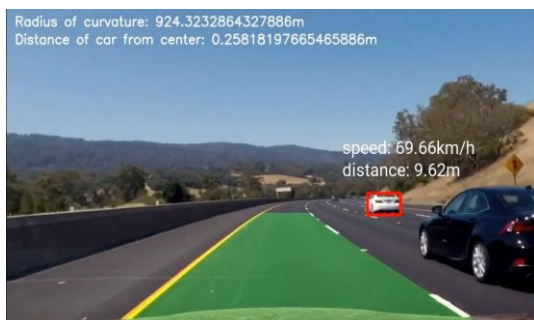 Radius of curvature: 924.3232864327886m
Distance of car from center: 0.25818197665465886m
speed: 69.66km/h
distance: 9.62m